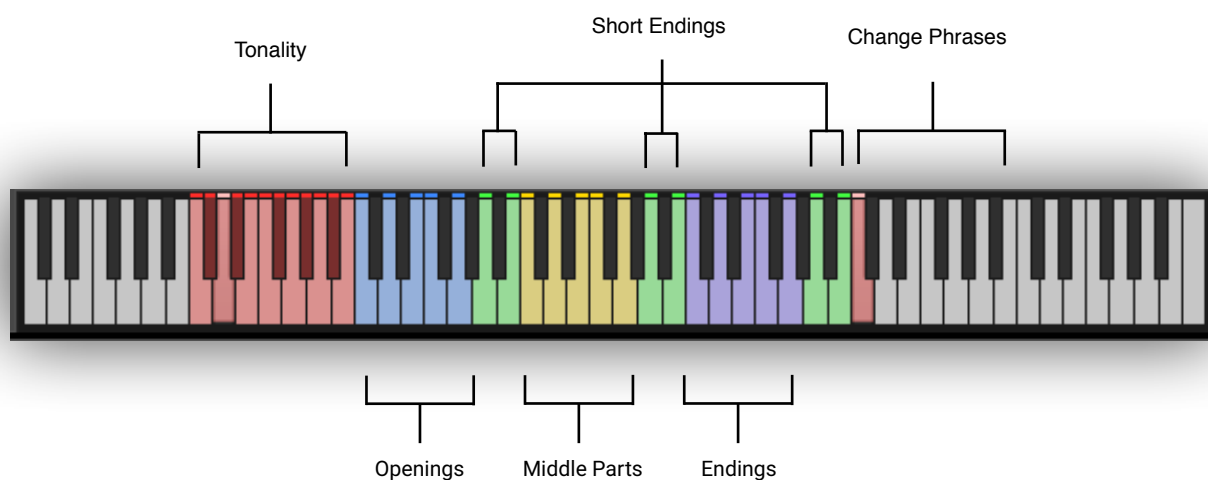 Short Endings
Change Phrases
Tonality
Openings
Middle Parts
Endings